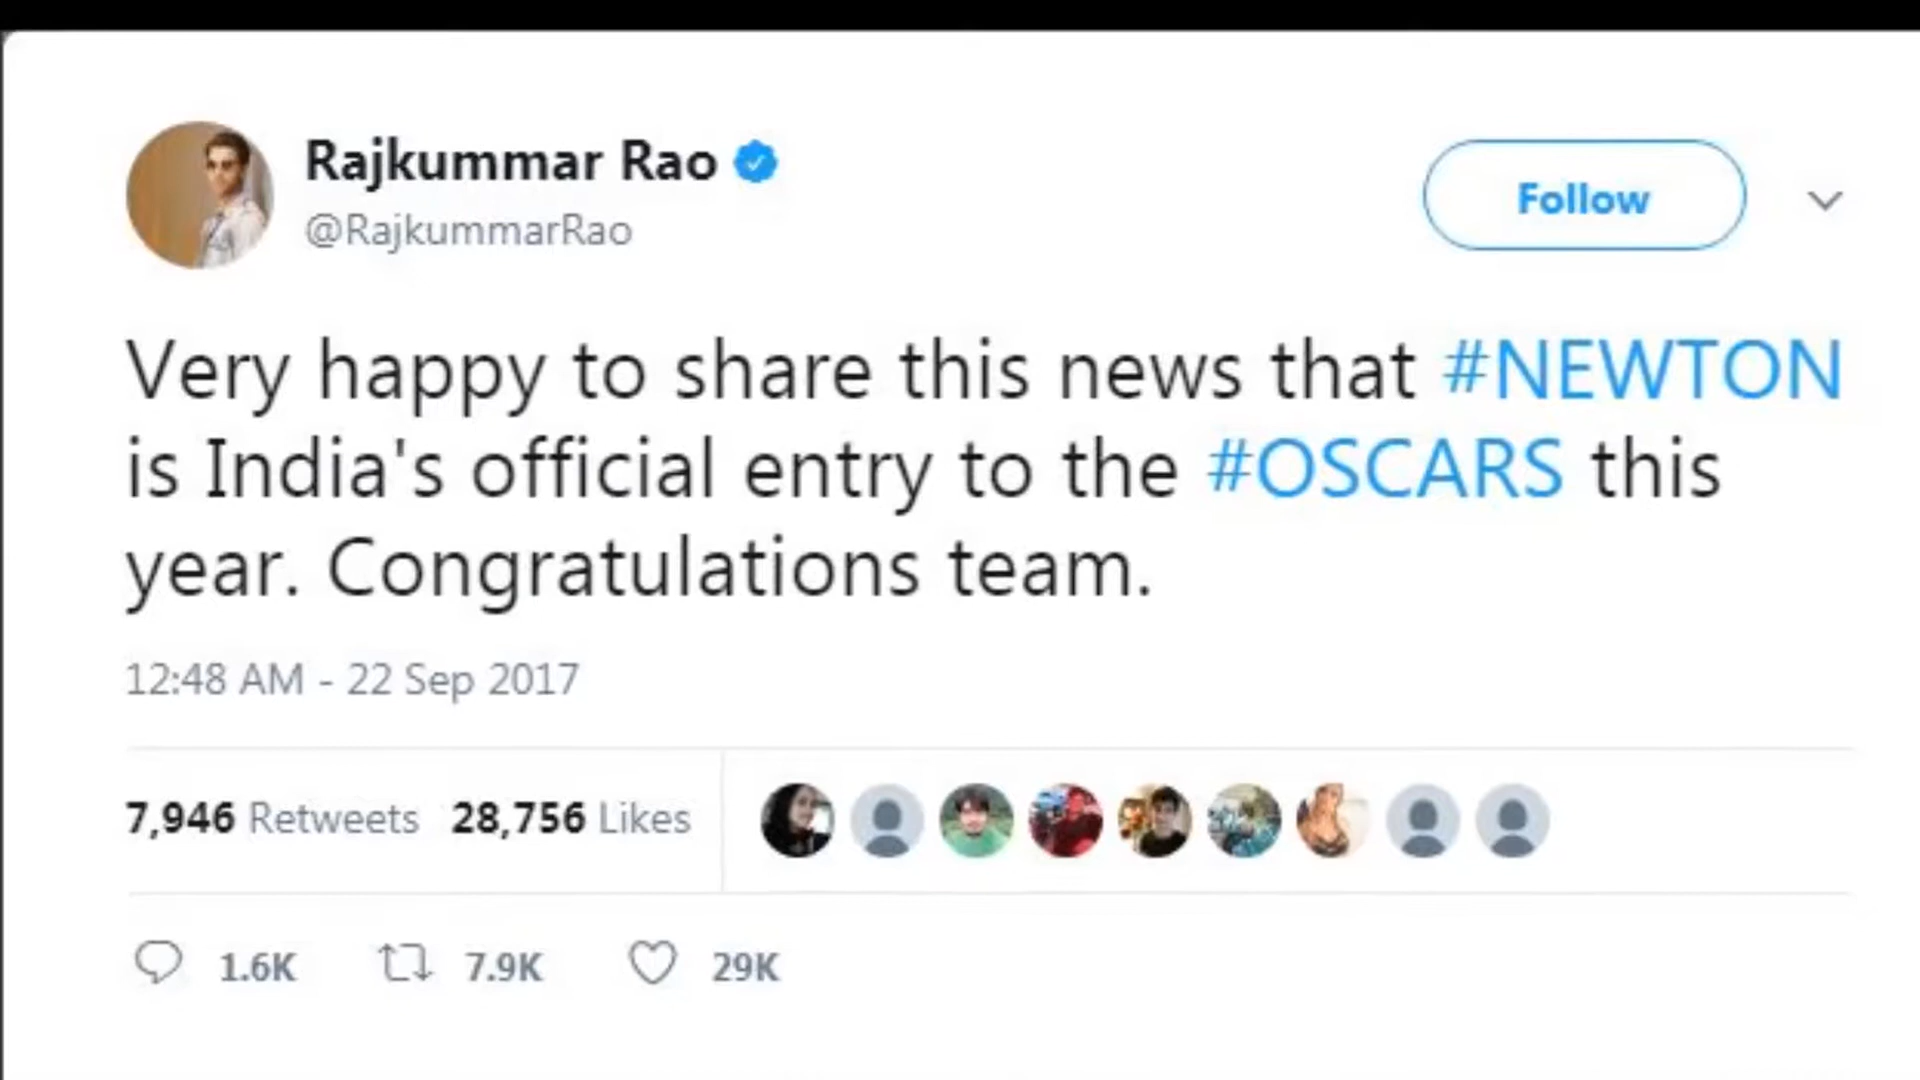 Rajkummar Rao
@RajkummarRao
Follow
Very happy to share this news that #NEWTON
is India's official entry to the #OSCARS this
year. Congratulations team.
12:48 AM - 22 Sep 2017
7,946 Retweets 28,756 Likes
1.6K 7.9K 29K